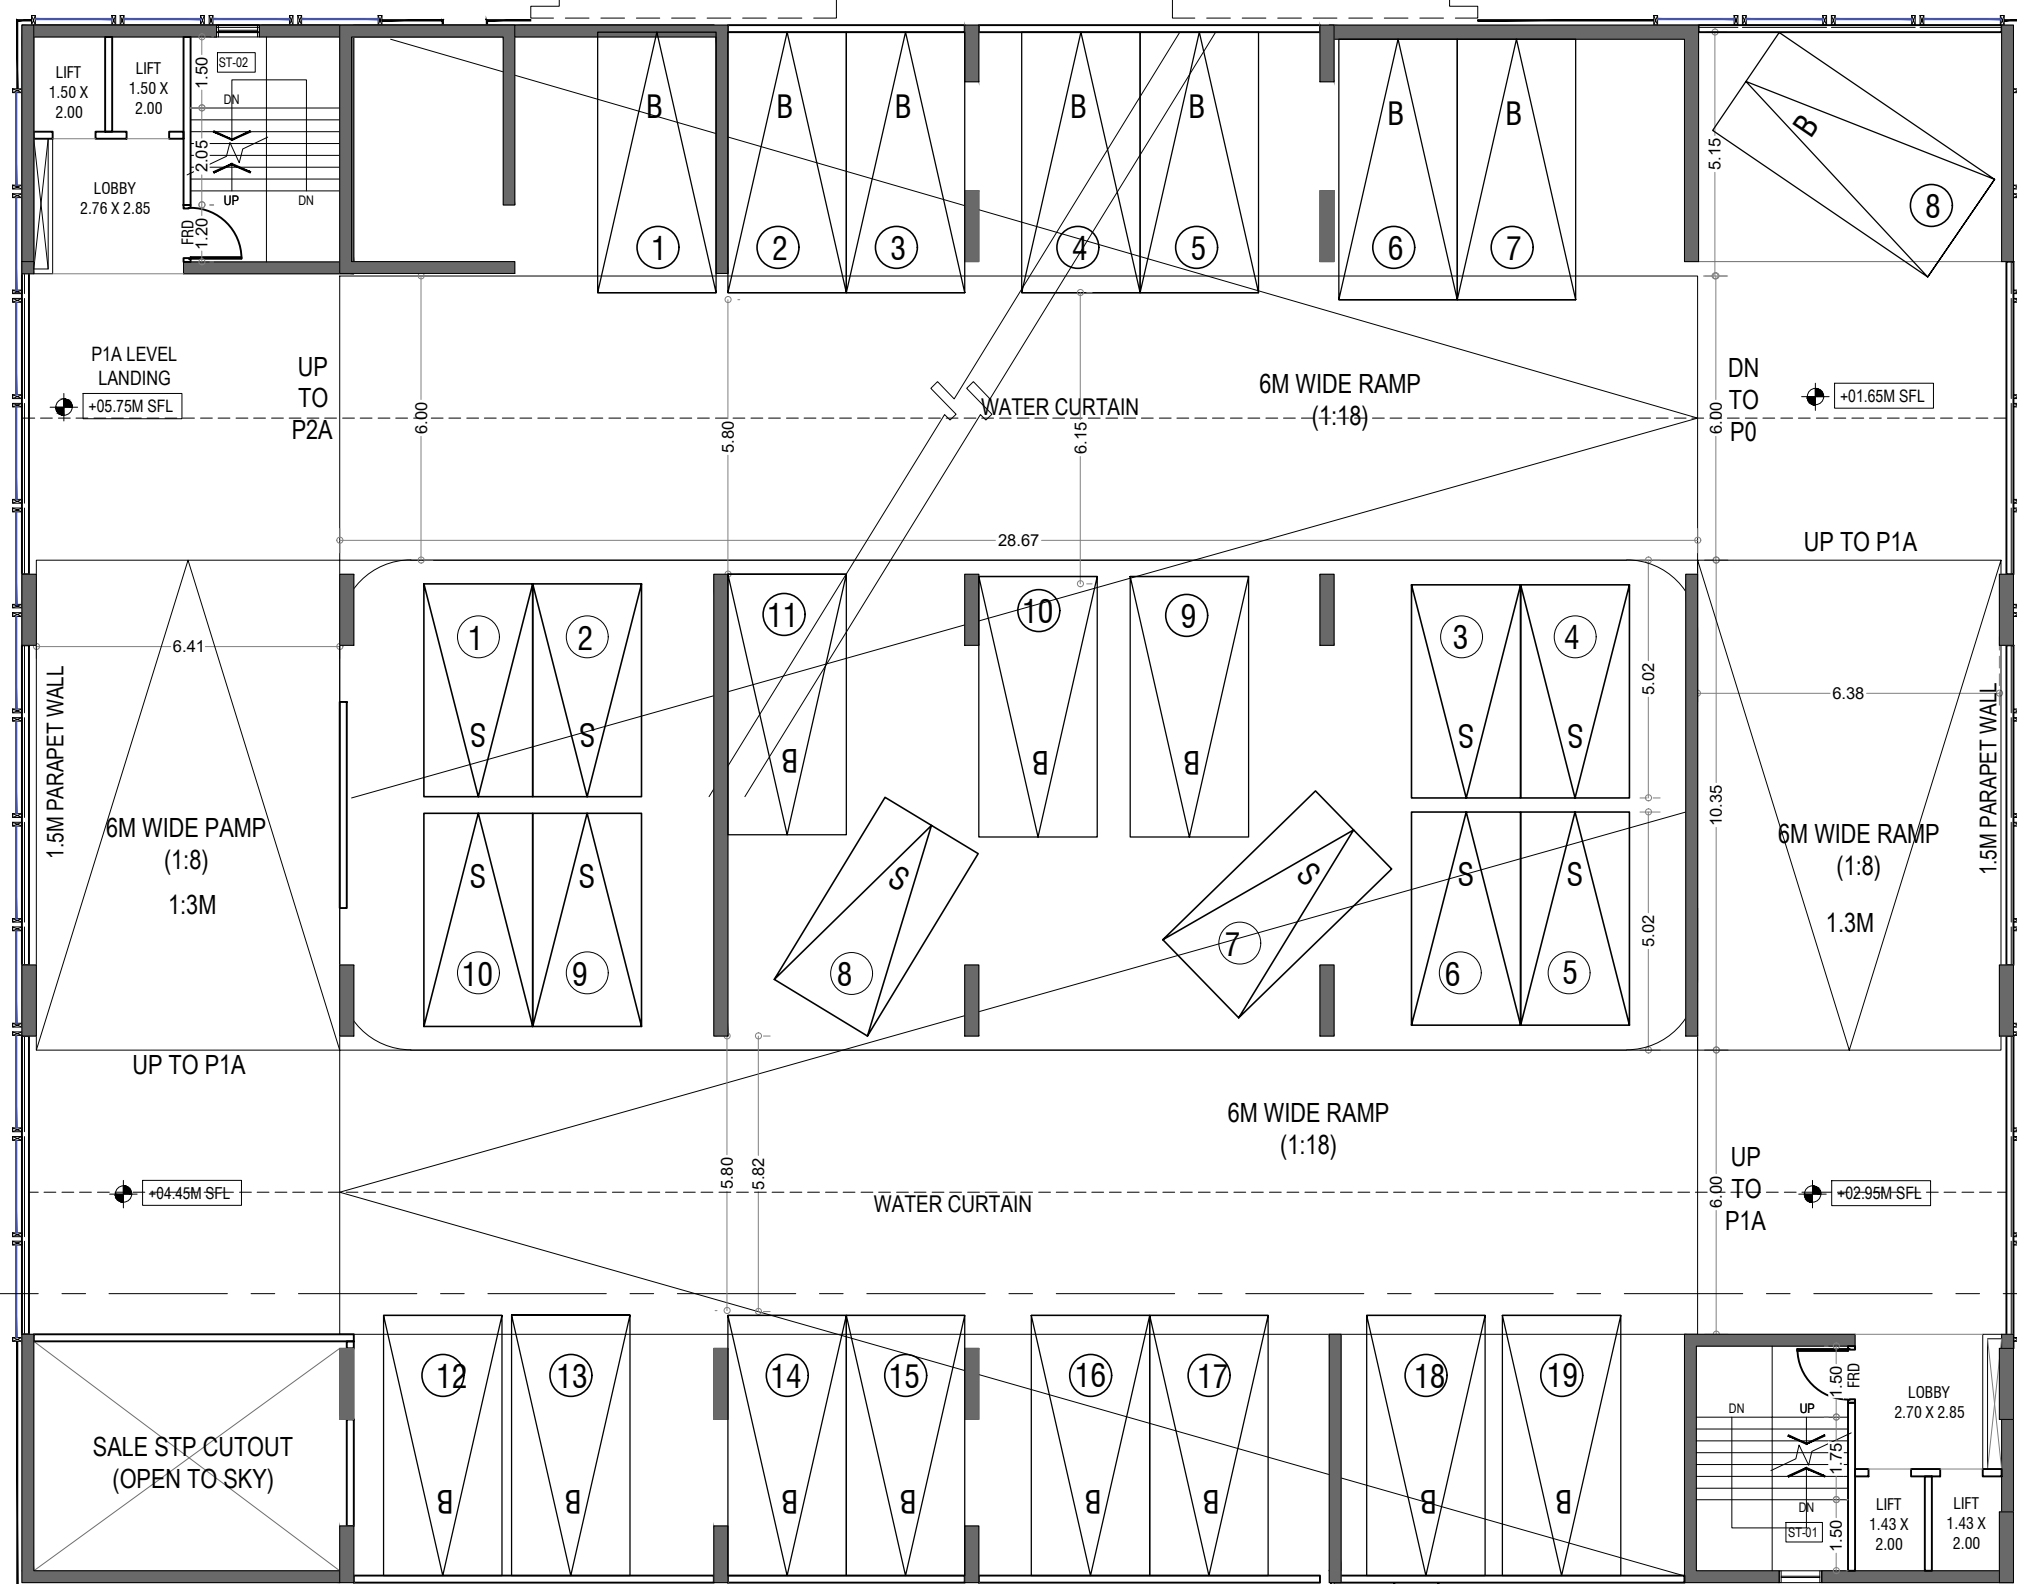 LIFT
1.50 X
2.00
LIFT
1.50 X
2.00
1.50
ST-02
DN
2.05
LOBBY
2.76 X 2.85
UP
DN
FRD
1.20
B
B
B
B
B
B
B
B
1
2
3
4
5
6
7
8
5.15
P1A LEVEL
LANDING
+05.75M SFL
UP
TO
P2A
6.00
5.80
WATER CURTAIN
6.15
6M WIDE RAMP
(1:18)
DN
TO
P0
6.00
+01.65M SFL
28.67
UP TO P1A
6.41
1.5M PARAPET WALL
6M WIDE PAMP
(1:8)
1:3M
1
2
S
S
11
B
10
B
9
B
3
4
S
S
5.02
6.38
10.35
1.5M PARAPET WALL
6M WIDE RAMP
(1:8)
1.3M
S
S
10
9
S
8
S
7
S
S
6
5
5.02
UP TO P1A
6M WIDE RAMP
(1:18)
5.80
5.82
+04.45M SFL
WATER CURTAIN
UP
TO
P1A
6.00
+02.95M SFL
12
13
14
15
16
17
18
19
B
B
B
B
B
B
B
B
SALE STP CUTOUT
(OPEN TO SKY)
1.50
FRD
LOBBY
2.70 X 2.85
DN
UP
1.75
DN
ST-01
1.50
LIFT
1.43 X
2.00
LIFT
1.43 X
2.00